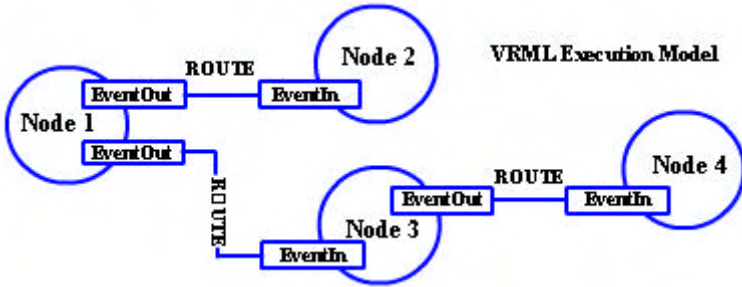 Node 2
VRML Execution Model
ROUTE
EventOut
EventIn
Node 1
EventOut
ROUTE
Node 4
ROUTE
EventOut
EventIn
Node 3
EventIn